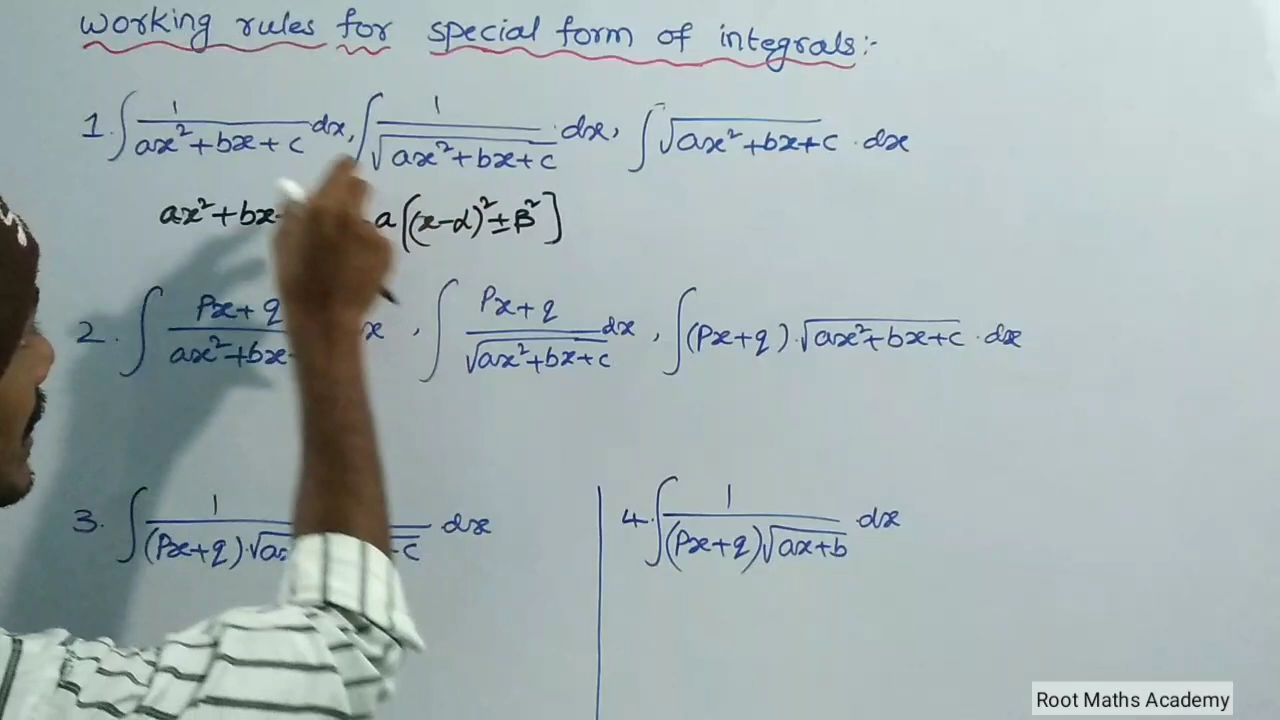 Working rules for special form of integrals:-
1. ∫ 1/(ax²+bx+c) dx, ∫ 1/√(ax²+bx+c) dx, ∫ √(ax²+bx+c) · dx
ax²+bx a[(x-α)² ± β²]
2. ∫ (Px+q)/(ax²+bx x, ∫ (Px+q)/√(ax²+bx+c) dx, ∫ (Px+q) · √(ax²+bx+c) · dx
3. ∫ 1/((Px+q) · √a c) dx
4. ∫ 1/((Px+q)√(ax+b)) dx
Root Maths Academy